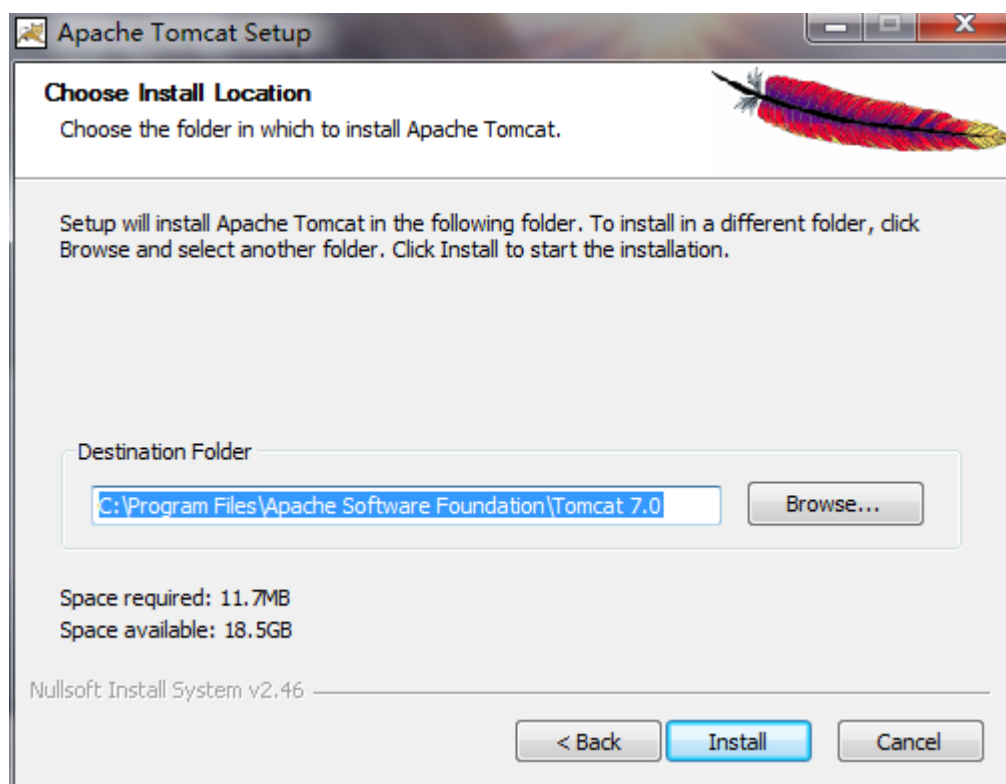 Apache Tomcat Setup
Choose Install Location
Choose the folder in which to install Apache Tomcat.
Setup will install Apache Tomcat in the following folder. To install in a different folder, click
Browse and select another folder. Click Install to start the installation.
Destination Folder
C:\Program Files\Apache Software Foundation\Tomcat 7.0
Browse...
Space required: 11.7MB
Space available: 18.5GB
Nullsoft Install System v2.46
< Back Install Cancel